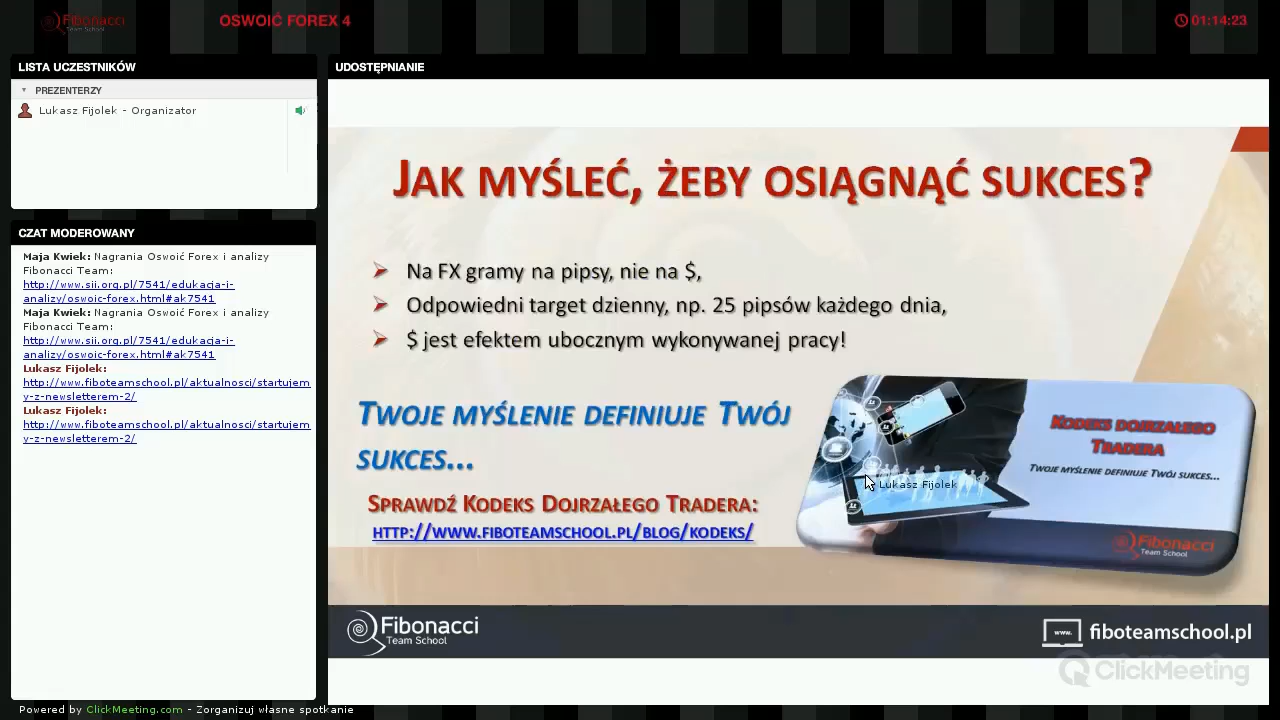 Fibonacci
Team School
OSWOIĆ FOREX 4
01:14:23
LISTA UCZESTNIKÓW
PREZENTERZY
Lukasz Fijolek - Organizator
CZAT MODEROWANY
Maja Kwiek: Nagrania Oswoić Forex i analizy
Fibonacci Team:
http://www.sii.org.pl/7541/edukacja-i-
analizy/oswoic-forex.html#ak7541
Maja Kwiek: Nagrania Oswoić Forex i analizy
Fibonacci Team:
http://www.sii.org.pl/7541/edukacja-i-
analizy/oswoic-forex.html#ak7541
Lukasz Fijolek:
http://www.fiboteamschool.pl/aktualnosci/startujem
y-z-newsletterem-2/
Lukasz Fijolek:
http://www.fiboteamschool.pl/aktualnosci/startujem
y-z-newsletterem-2/
UDOSTĘPNIANIE
JAK MYŚLEĆ, ŻEBY OSIĄGNĄĆ SUKCES?
Na FX gramy na pipsy, nie na $,
Odpowiedni target dzienny, np. 25 pipsów każdego dnia,
$ jest efektem ubocznym wykonywanej pracy!
TWOJE MYŚLENIE DEFINIUJE TWÓJ
SUKCES...
SPRAWDŹ KODEKS DOJRZAŁEGO TRADERA:
HTTP://WWW.FIBOTEAMSCHOOL.PL/BLOG/KODEKS/
KODEKS DOJRZAŁEGO
TRADERA
TWOJE MYŚLENIE DEFINIUJE TWÓJ SUKCES...
Lukasz Fijolek
Fibonacci
Team School
Fibonacci
Team School
www.
fiboteamschool.pl
ClickMeeting
Powered by ClickMeeting.com - Zorganizuj własne spotkanie